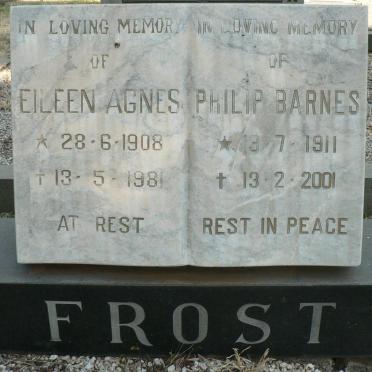 IN LOVING MEMORY
OF
EILEEN AGNES
★ 28-6-1908
† 13-5-1981
AT REST
IN LOVING MEMORY
OF
PHILIP BARNES
★ 13-7-1911
† 13-2-2001
REST IN PEACE
FROST